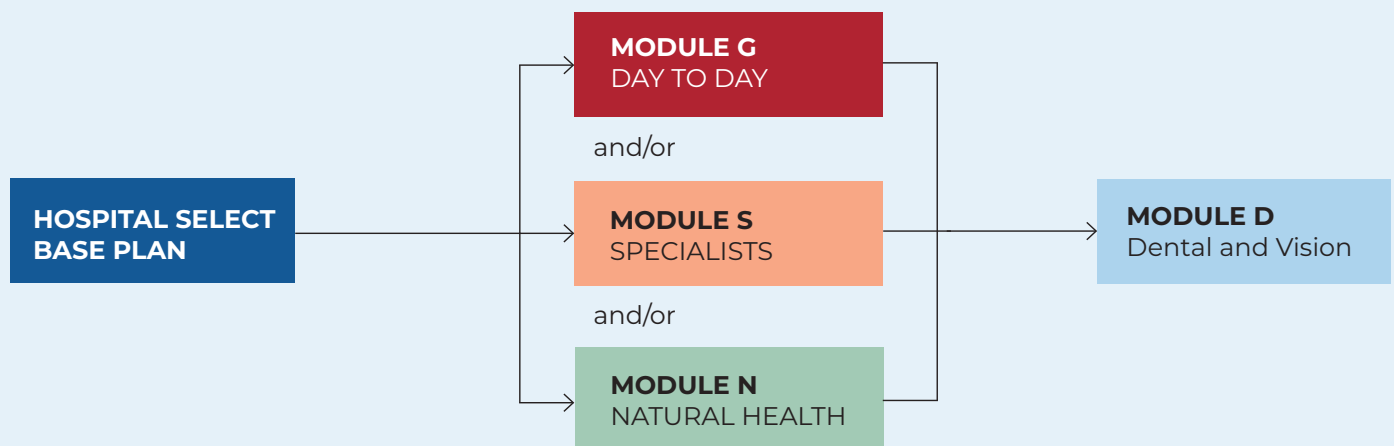 HOSPITAL SELECT
BASE PLAN
MODULE G
DAY TO DAY
and/or
MODULE S
SPECIALISTS
and/or
MODULE N
NATURAL HEALTH
MODULE D
Dental and Vision